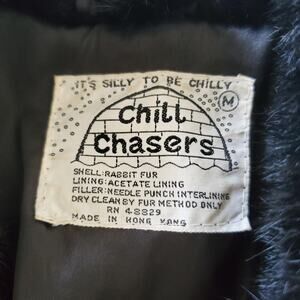 IT'S SILLY TO BE CHILLY
M
Chill
Chasers
SHELL:RABBIT FUR
LINING:ACETATE LINING
FILLER:NEEDLE PUNCH INTERLINING
DRY CLEAN BY FUR METHOD ONLY
RN 48829
MADE IN HONG KONG